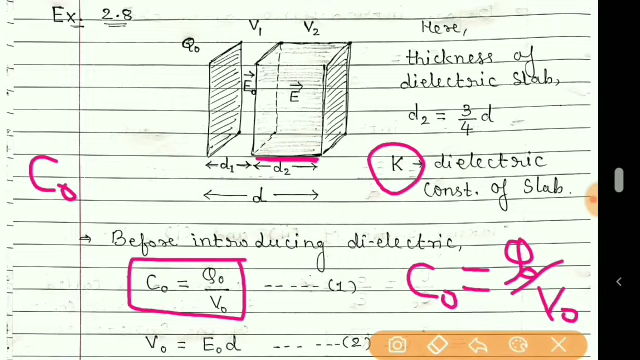 Ex. 2.8
V₁ V₂
Q₀
E₀ E
d₁ d₂
d
Here,
thickness of
dielectric slab,
d₂ = 3/4 d
K → dielectric
const. of slab.
C₀
→ Before introducing di-electric,
C₀ = Q₀/V₀ ----- (1)
C₀ = Q₀/V₀
V₀ = E₀d --- ---(2)